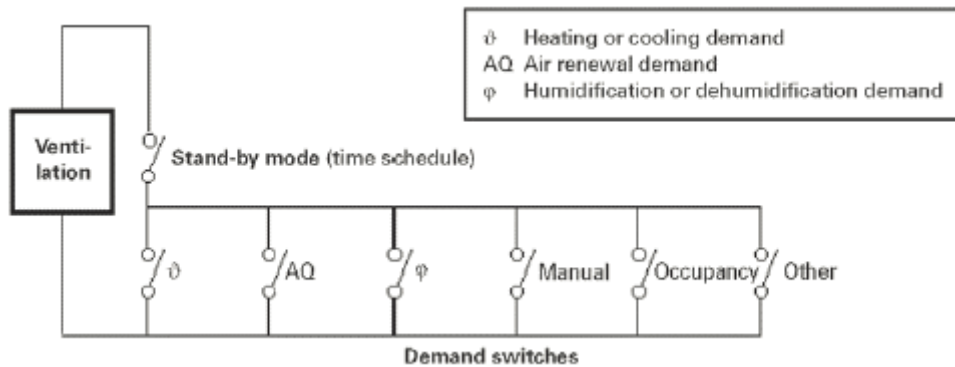 ϑ Heating or cooling demand
AQ Air renewal demand
φ Humidification or dehumidification demand
Venti-
lation
Stand-by mode (time schedule)
ϑ
AQ
φ
Manual
Occupancy
Other
Demand switches